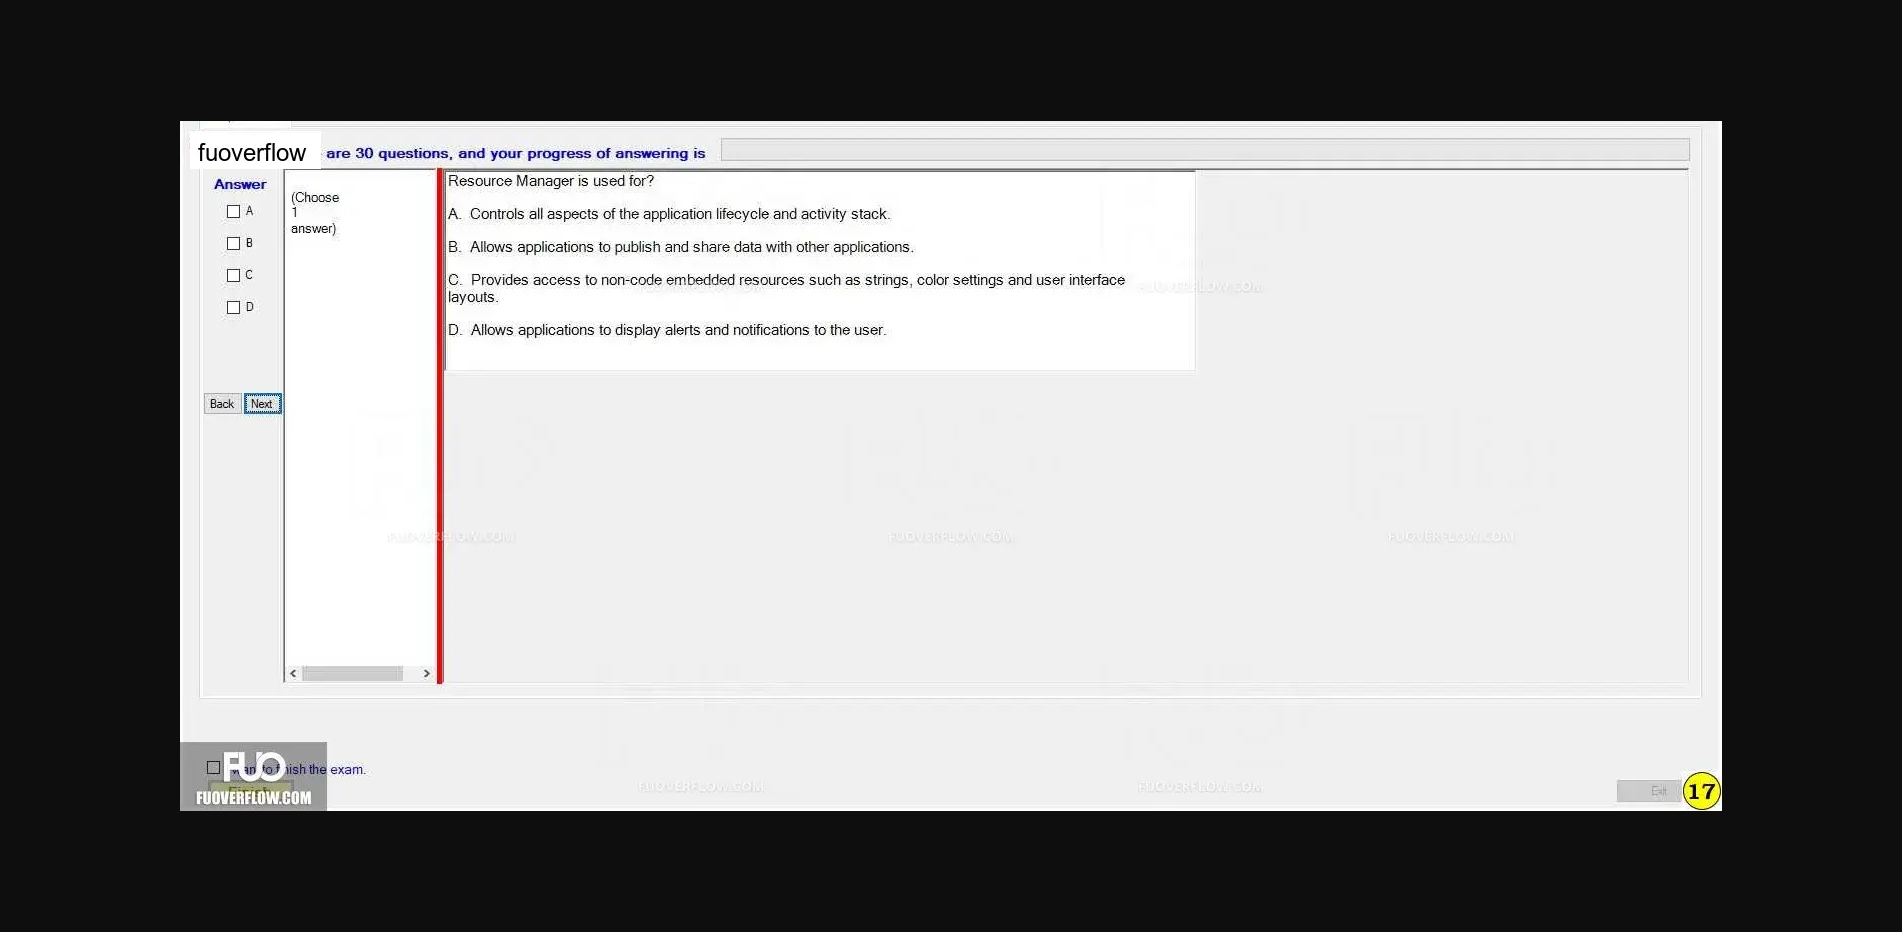 fuoverflow are 30 questions, and your progress of answering is
Answer
A
B
C
D
(Choose
1
answer)
Back Next
Resource Manager is used for?
A. Controls all aspects of the application lifecycle and activity stack.
B. Allows applications to publish and share data with other applications.
C. Provides access to non-code embedded resources such as strings, color settings and user interface
layouts.
D. Allows applications to display alerts and notifications to the user.
FUOVERFLOW.COM
FUOVERFLOW.COM FUOVERFLOW.COM FUOVERFLOW.COM
FUO
want to finish the exam.
Finish
FUOVERFLOW.COM
FUOVERFLOW.COM FUOVERFLOW.COM
Exit
17